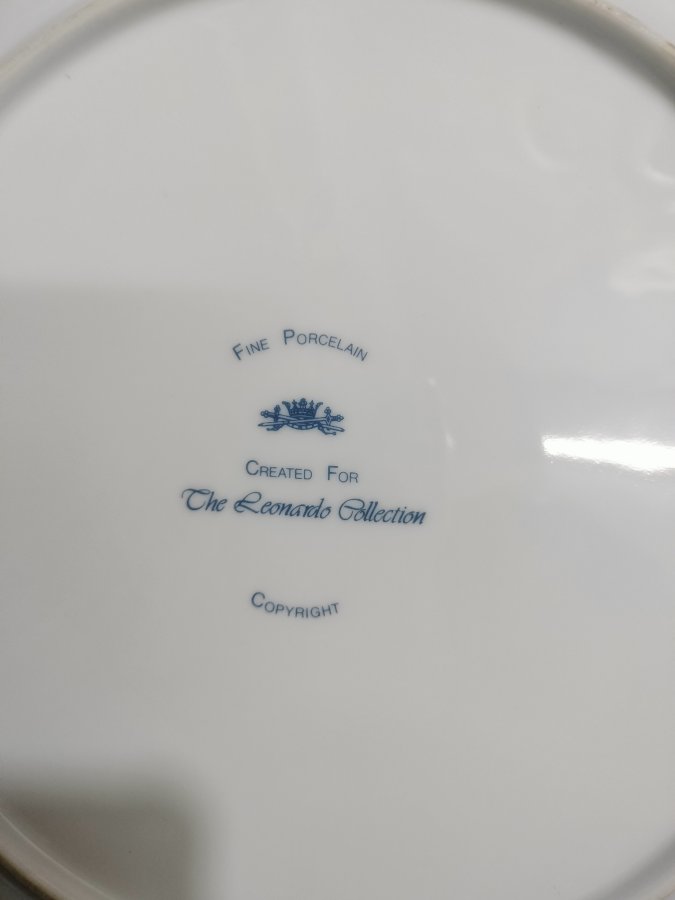 Fine Porcelain
Created For
The Leonardo Collection
Copyright